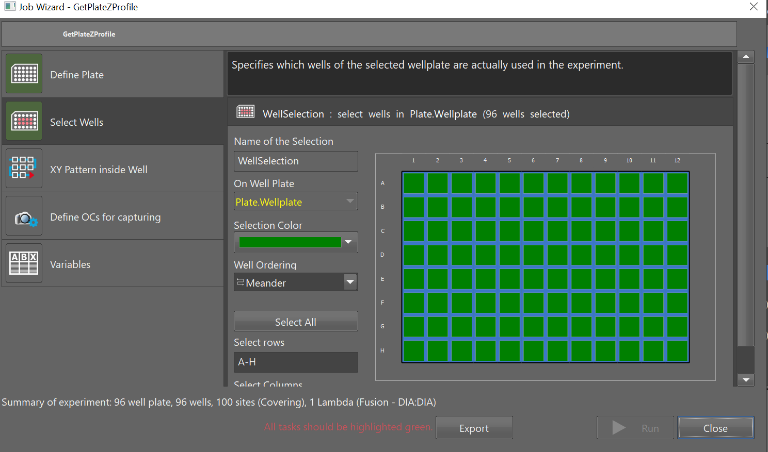 Job Wizard - GetPlateZProfile
GetPlateZProfile
Define Plate
Select Wells
XY Pattern inside Well
Define OCs for capturing
ABX
Variables
Specifies which wells of the selected wellplate are actually used in the experiment.
WellSelection : select wells in Plate.Wellplate (96 wells selected)
Name of the Selection
WellSelection
On Well Plate
Plate.Wellplate
Selection Color
Well Ordering
Meander
Select All
Select rows
A-H
Select Columns
1 2 3 4 5 6 7 8 9 10 11 12
A
B
C
D
E
F
G
H
Summary of experiment: 96 well plate, 96 wells, 100 sites (Covering), 1 Lambda (Fusion - DIA:DIA)
All tasks should be highlighted green.
Export
Run
Close